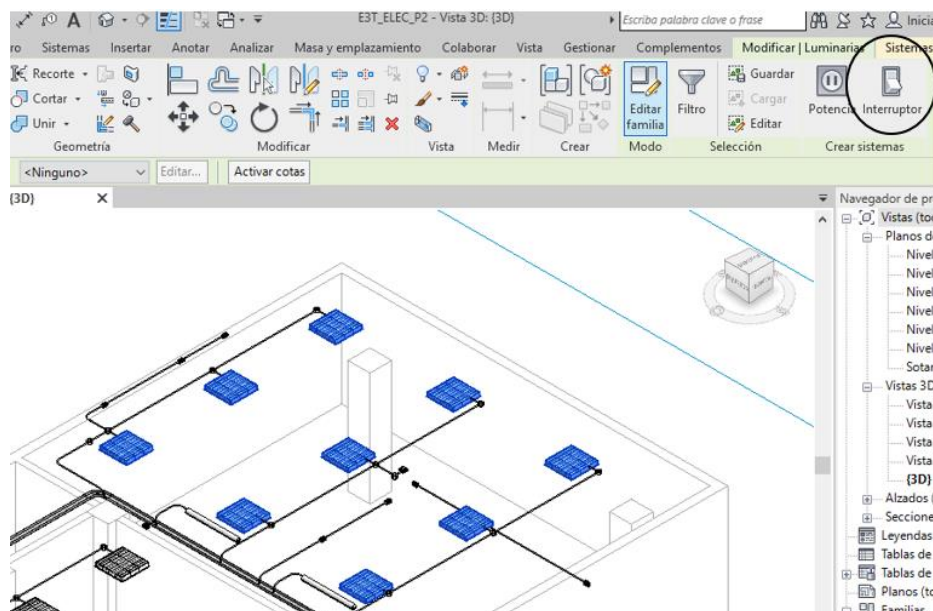 E3T_ELEC_P2 - Vista 3D: {3D}
Escriba palabra clave o frase
Inicia
ro Sistemas Insertar Anotar Analizar Masa y emplazamiento Colaborar Vista Gestionar Complementos Modificar | Luminarias Sistemas
Recorte
Cortar
Unir
Editar familia
Filtro
Guardar
Cargar
Editar
Potencia Interruptor
Geometría Modificar Vista Medir Crear Modo Selección Crear sistemas
<Ninguno> Editar... Activar cotas
{3D}
Navegador de pr
Vistas (to
Planos d
Nivel
Nivel
Nivel
Nivel
Nivel
Nivel
Sotar
Vistas 3D
Vista
Vista
Vista
Vista
{3D}
Alzados (
Seccione
Leyendas
Tablas de
Tablas de
Planos (to
Familias